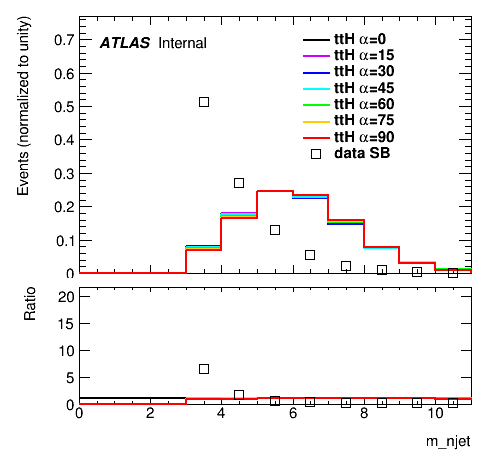 ATLAS Internal
ttH α=0
ttH α=15
ttH α=30
ttH α=45
ttH α=60
ttH α=75
ttH α=90
data SB
Events (normalized to unity)
0.7
0.6
0.5
0.4
0.3
0.2
0.1
0
Ratio
20
15
10
5
0
0 2 4 6 8 10
m_njet